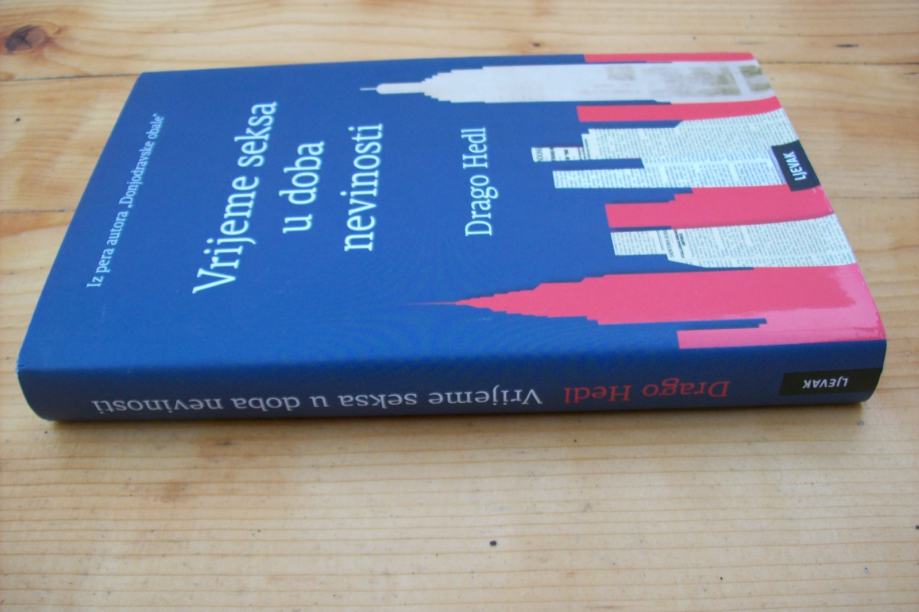 Iz pera autora „Donjodravske obale“
Vrijeme seksa
u doba
nevinosti
Drago Hedl
LJEVAK
Drago Hedl Vrijeme seksa u doba nevinosti
LJEVAK